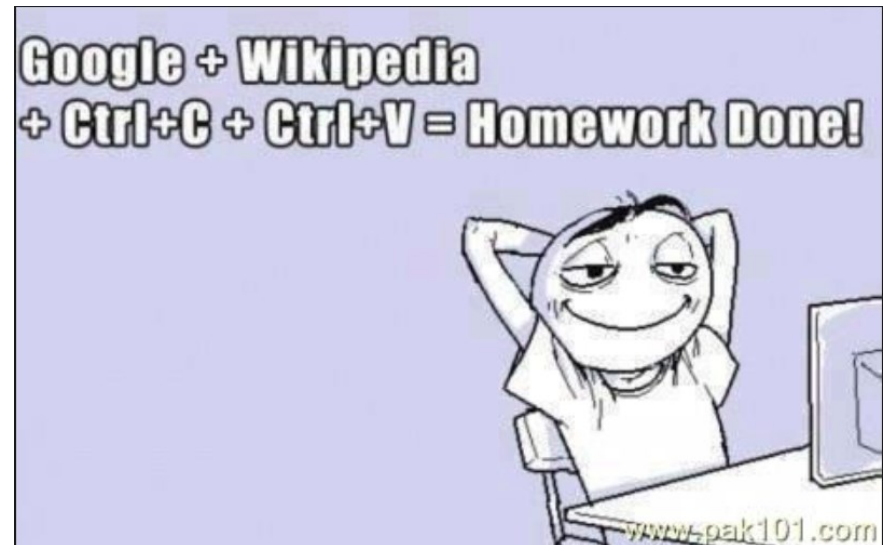 Google + Wikipedia
+ Ctrl+C + Ctrl+V = Homework Done!
www.pak101.com